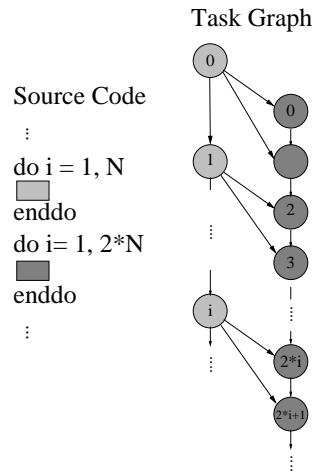 Task Graph
Source Code
⋮
do i = 1, N
enddo
do i= 1, 2*N
enddo
⋮
0
0
1
2
3
⋮
⋮
i
2*i
2*i+1
⋮
⋮